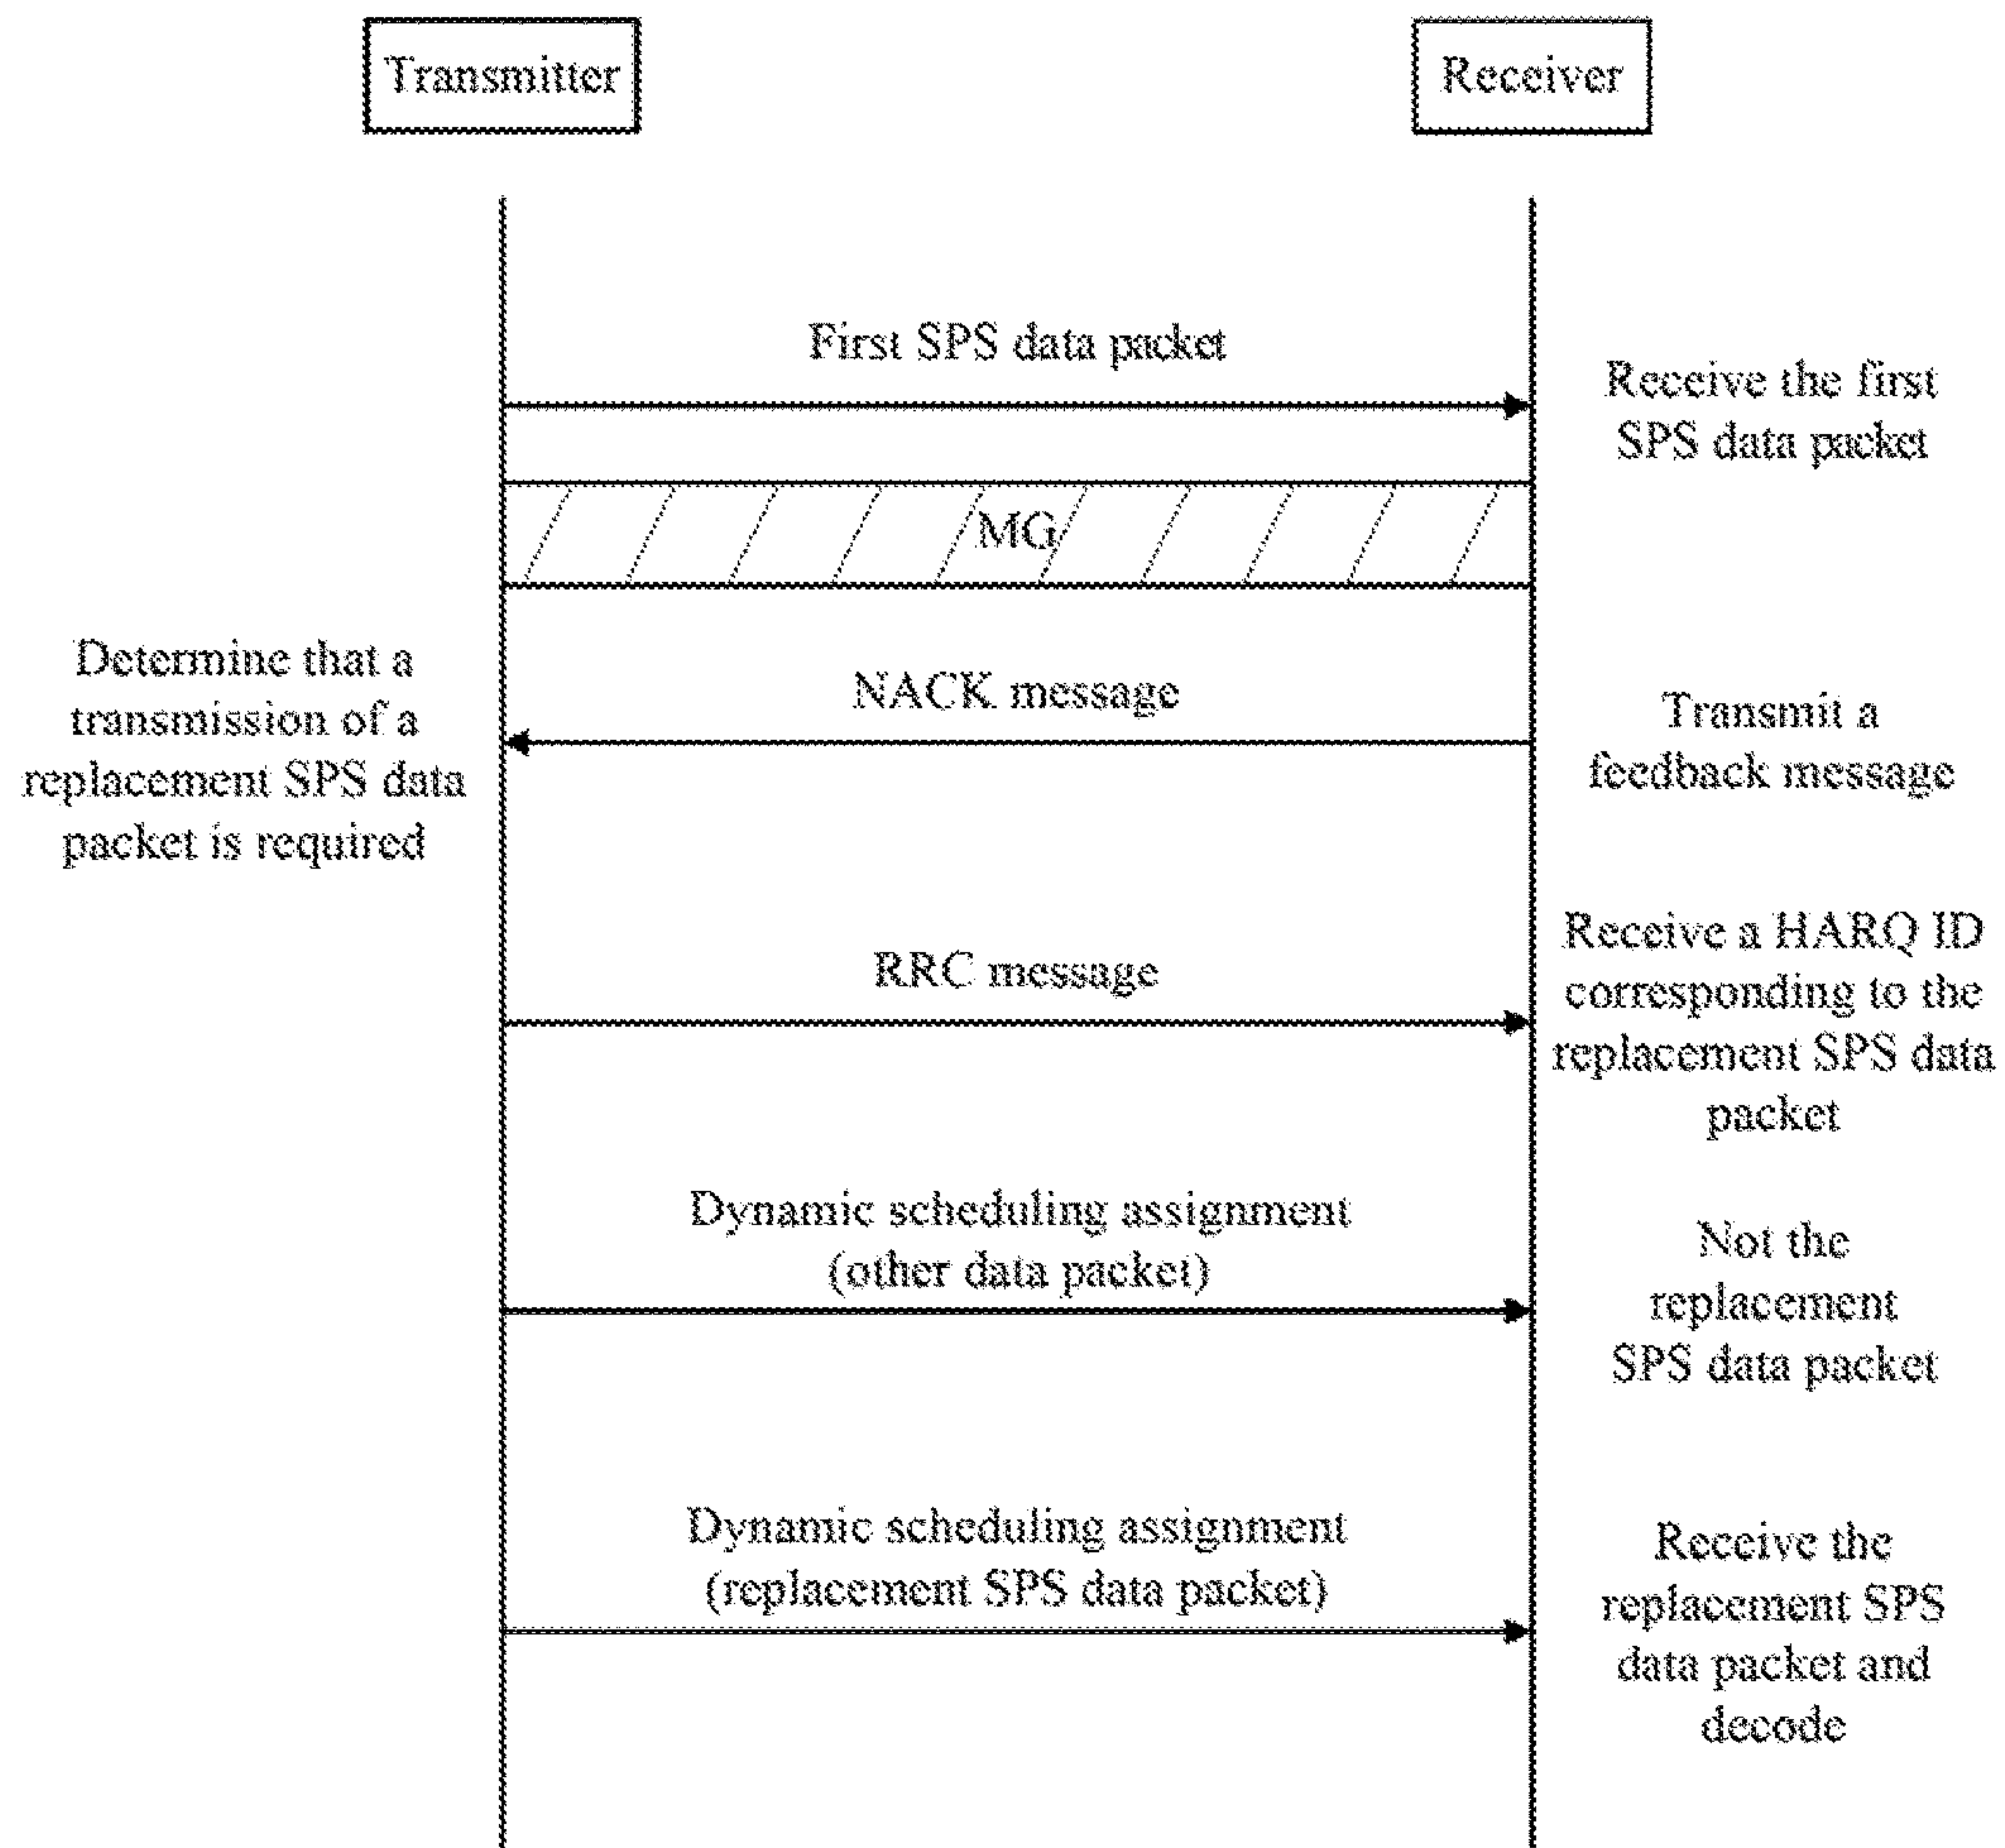 Transmitter
Receiver
First SPS data packet
Receive the first
SPS data packet
MG
Determine that a
transmission of a
replacement SPS data
packet is required
NACK message
Transmit a
feedback message
RRC message
Receive a HARQ ID
corresponding to the
replacement SPS data
packet
Dynamic scheduling assignment
(other data packet)
Not the
replacement
SPS data packet
Dynamic scheduling assignment
(replacement SPS data packet)
Receive the
replacement SPS
data packet and
decode